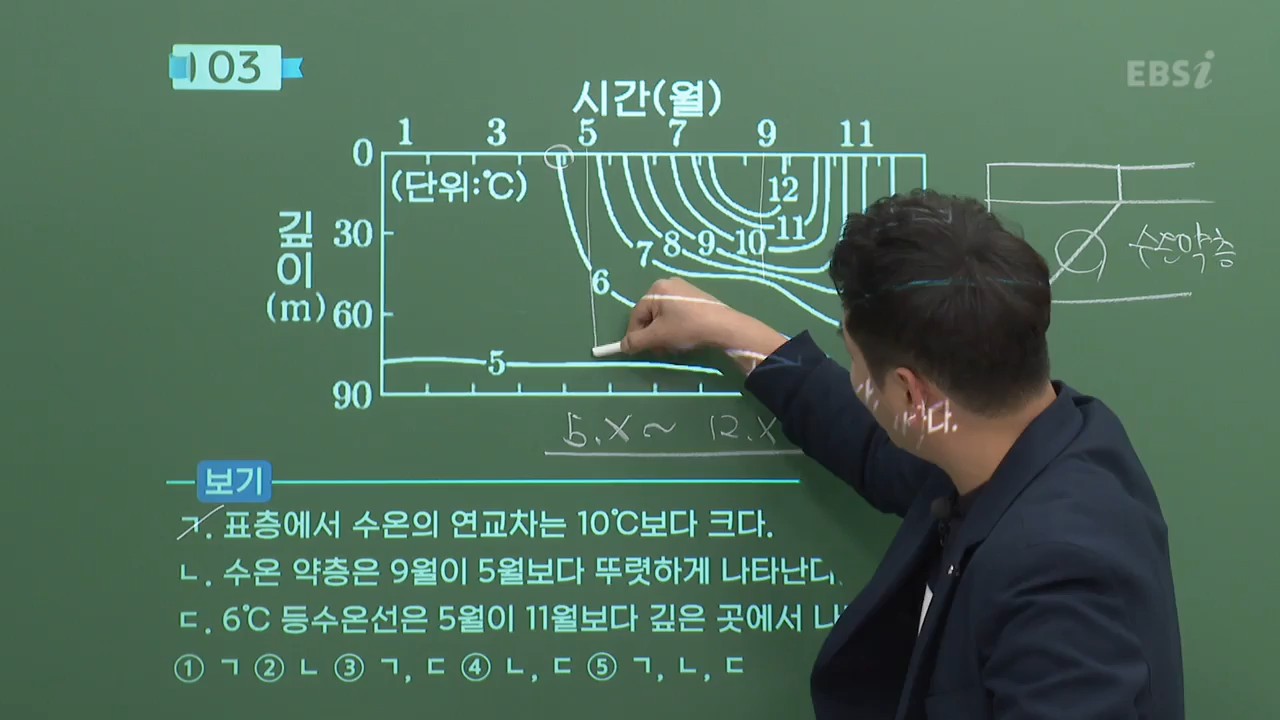 03
EBSi
시간(월)
1 3 5 7 9 11
0
(단위:℃)
12
깊이
(m)
30
11
10
9
8
7
6
수온약층
60
5
90
5.X ~ 12.X
보기
ㄱ. 표층에서 수온의 연교차는 10℃보다 크다.
ㄴ. 수온 약층은 9월이 5월보다 뚜렷하게 나타난다.
ㄷ. 6℃ 등수온선은 5월이 11월보다 깊은 곳에서
① ㄱ ② ㄴ ③ ㄱ, ㄷ ④ ㄴ, ㄷ ⑤ ㄱ, ㄴ, ㄷ